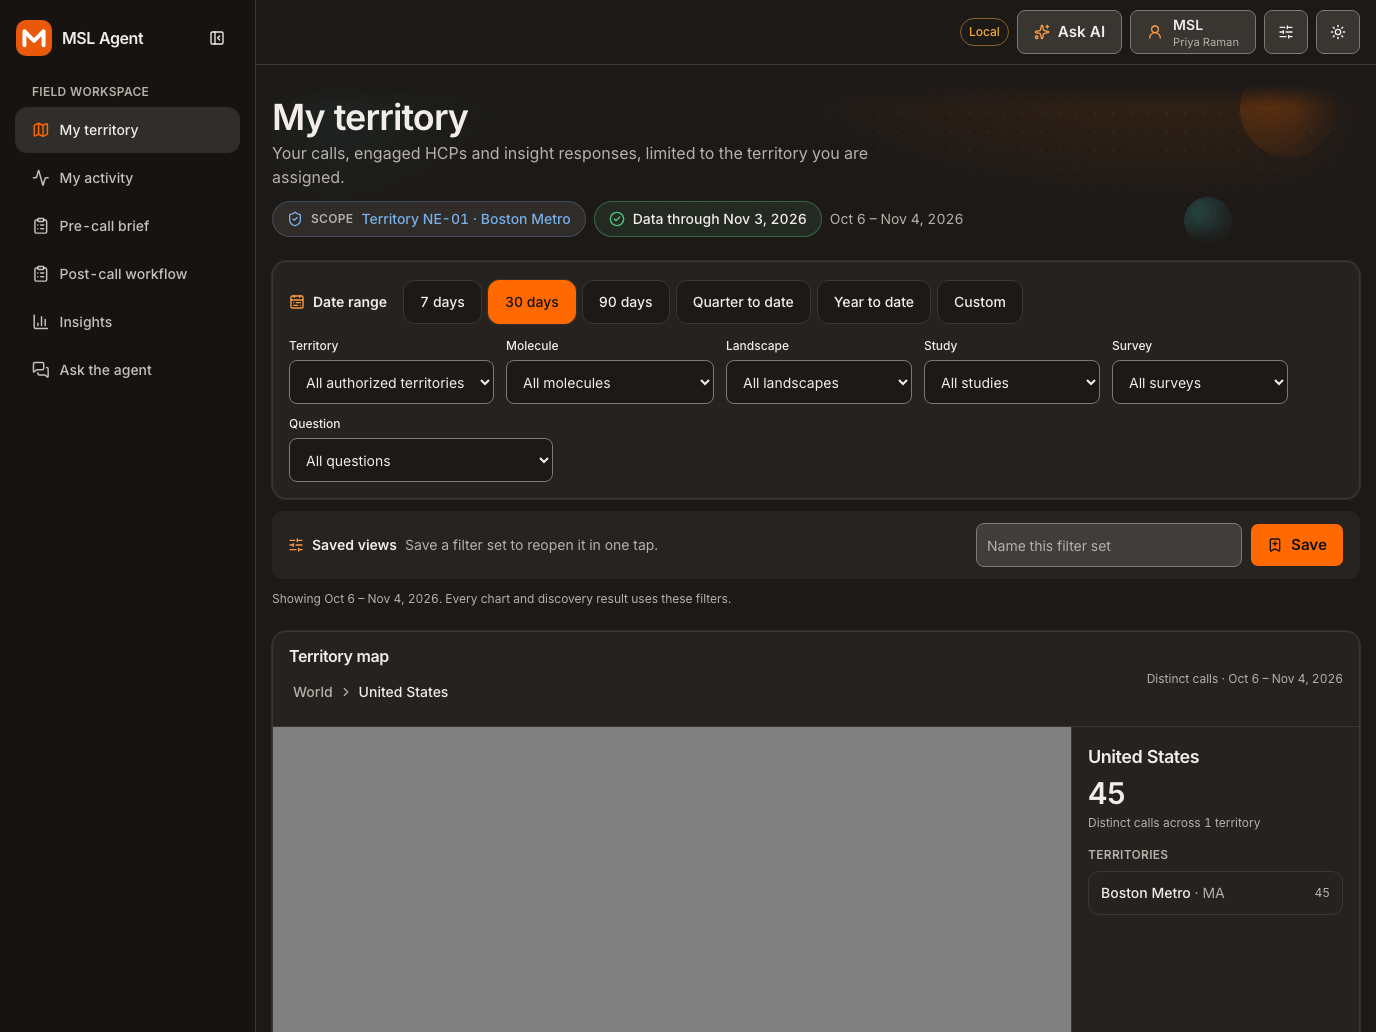 MSL Agent
Local
Ask AI
MSL
Priya Raman
FIELD WORKSPACE
My territory
My activity
Pre-call brief
Post-call workflow
Insights
Ask the agent
My territory
Your calls, engaged HCPs and insight responses, limited to the territory you are
assigned.
SCOPE Territory NE-01 · Boston Metro
Data through Nov 3, 2026
Oct 6 – Nov 4, 2026
Date range
7 days
30 days
90 days
Quarter to date
Year to date
Custom
Territory
Molecule
Landscape
Study
Survey
All authorized territories
All molecules
All landscapes
All studies
All surveys
Question
All questions
Saved views Save a filter set to reopen it in one tap.
Name this filter set
Save
Showing Oct 6 – Nov 4, 2026. Every chart and discovery result uses these filters.
Territory map
World > United States
Distinct calls · Oct 6 – Nov 4, 2026
United States
45
Distinct calls across 1 territory
TERRITORIES
Boston Metro · MA 45